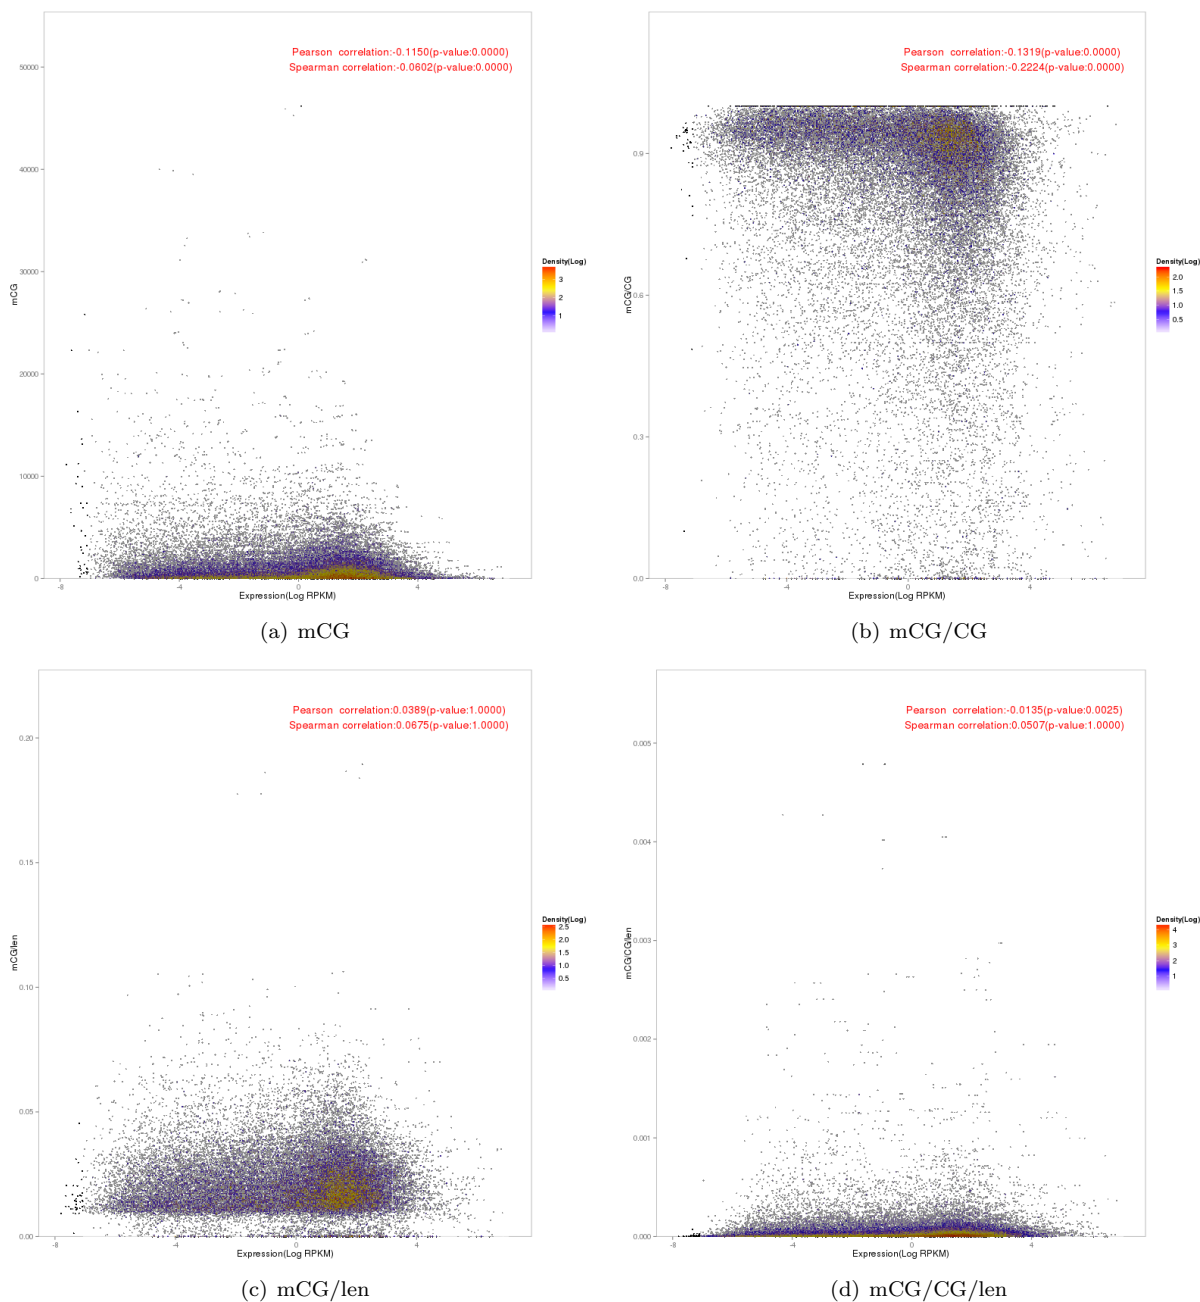 Pearson correlation:-0.1150(p-value:0.0000)
Spearman correlation:-0.0602(p-value:0.0000)
50000
40000
30000
20000
10000
0
mCG
-8
-4
0
4
Expression(Log RPKM)
Density(Log)
3
2
1
(a) mCG
Pearson correlation:-0.1319(p-value:0.0000)
Spearman correlation:-0.2224(p-value:0.0000)
0.9
0.6
0.3
0.0
mCG/CG
-8
-4
0
4
Expression(Log RPKM)
Density(Log)
2.0
1.5
1.0
0.5
(b) mCG/CG
Pearson correlation:0.0389(p-value:1.0000)
Spearman correlation:0.0675(p-value:1.0000)
0.20
0.15
0.10
0.05
0.00
mCG/len
-8
-4
0
4
Expression(Log RPKM)
Density(Log)
2.5
2.0
1.5
1.0
0.5
(c) mCG/len
Pearson correlation:-0.0135(p-value:0.0025)
Spearman correlation:0.0507(p-value:1.0000)
0.005
0.004
0.003
0.002
0.001
0.000
mCG/CG/len
-8
-4
0
4
Expression(Log RPKM)
Density(Log)
4
3
2
1
(d) mCG/CG/len